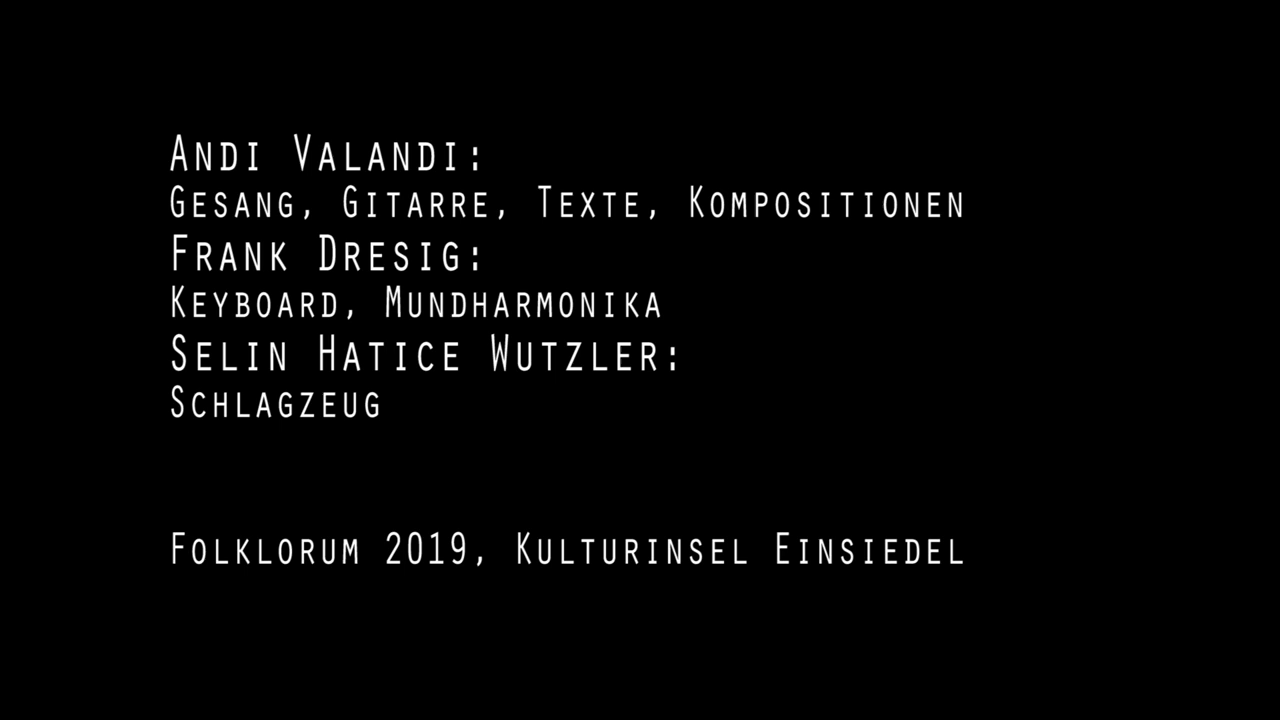 Andi Valandi:
Gesang, Gitarre, Texte, Kompositionen
Frank Dresig:
Keyboard, Mundharmonika
Selin Hatice Wutzler:
Schlagzeug
Folklorum 2019, Kulturinsel Einsiedel